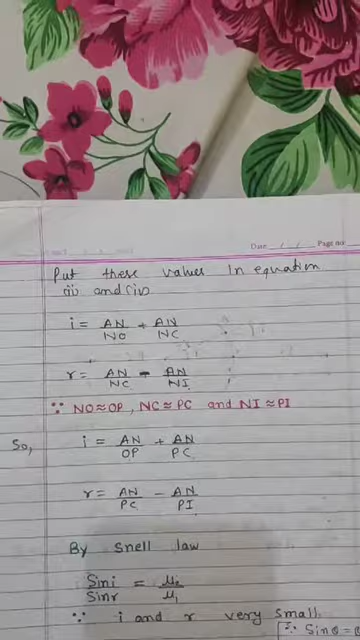 Date / / Page no
Put these values in equation
(ii) and (iv)
i = AN/NO + AN/NC
r = AN/NC - AN/NI
∵ NO≈OP, NC≈PC and NI≈PI
So, i = AN/OP + AN/PC
r = AN/PC - AN/PI
By snell law
Sini/Sinr = μ₂/μ₁
∵ i and r very small
∵ Sinθ =